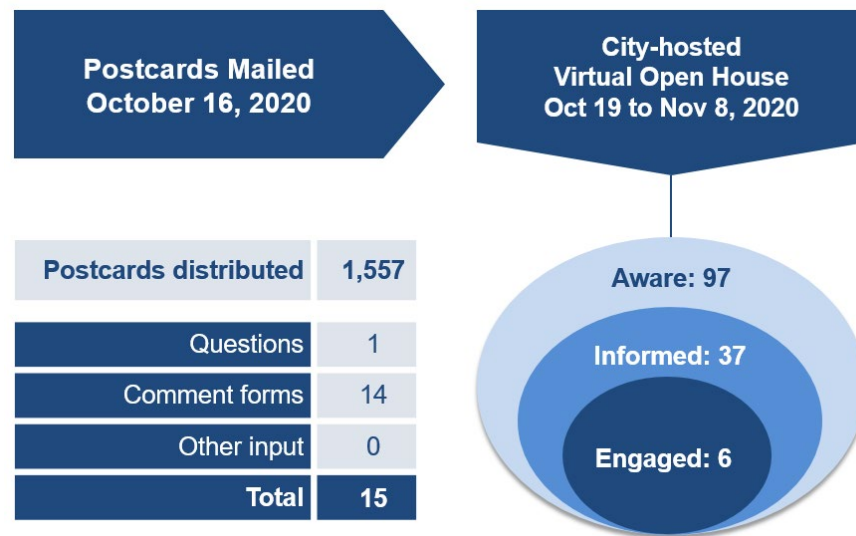 Postcards Mailed
October 16, 2020
City-hosted
Virtual Open House
Oct 19 to Nov 8, 2020
Postcards distributed 1,557
Questions 1
Comment forms 14
Other input 0
Total 15
Aware: 97
Informed: 37
Engaged: 6